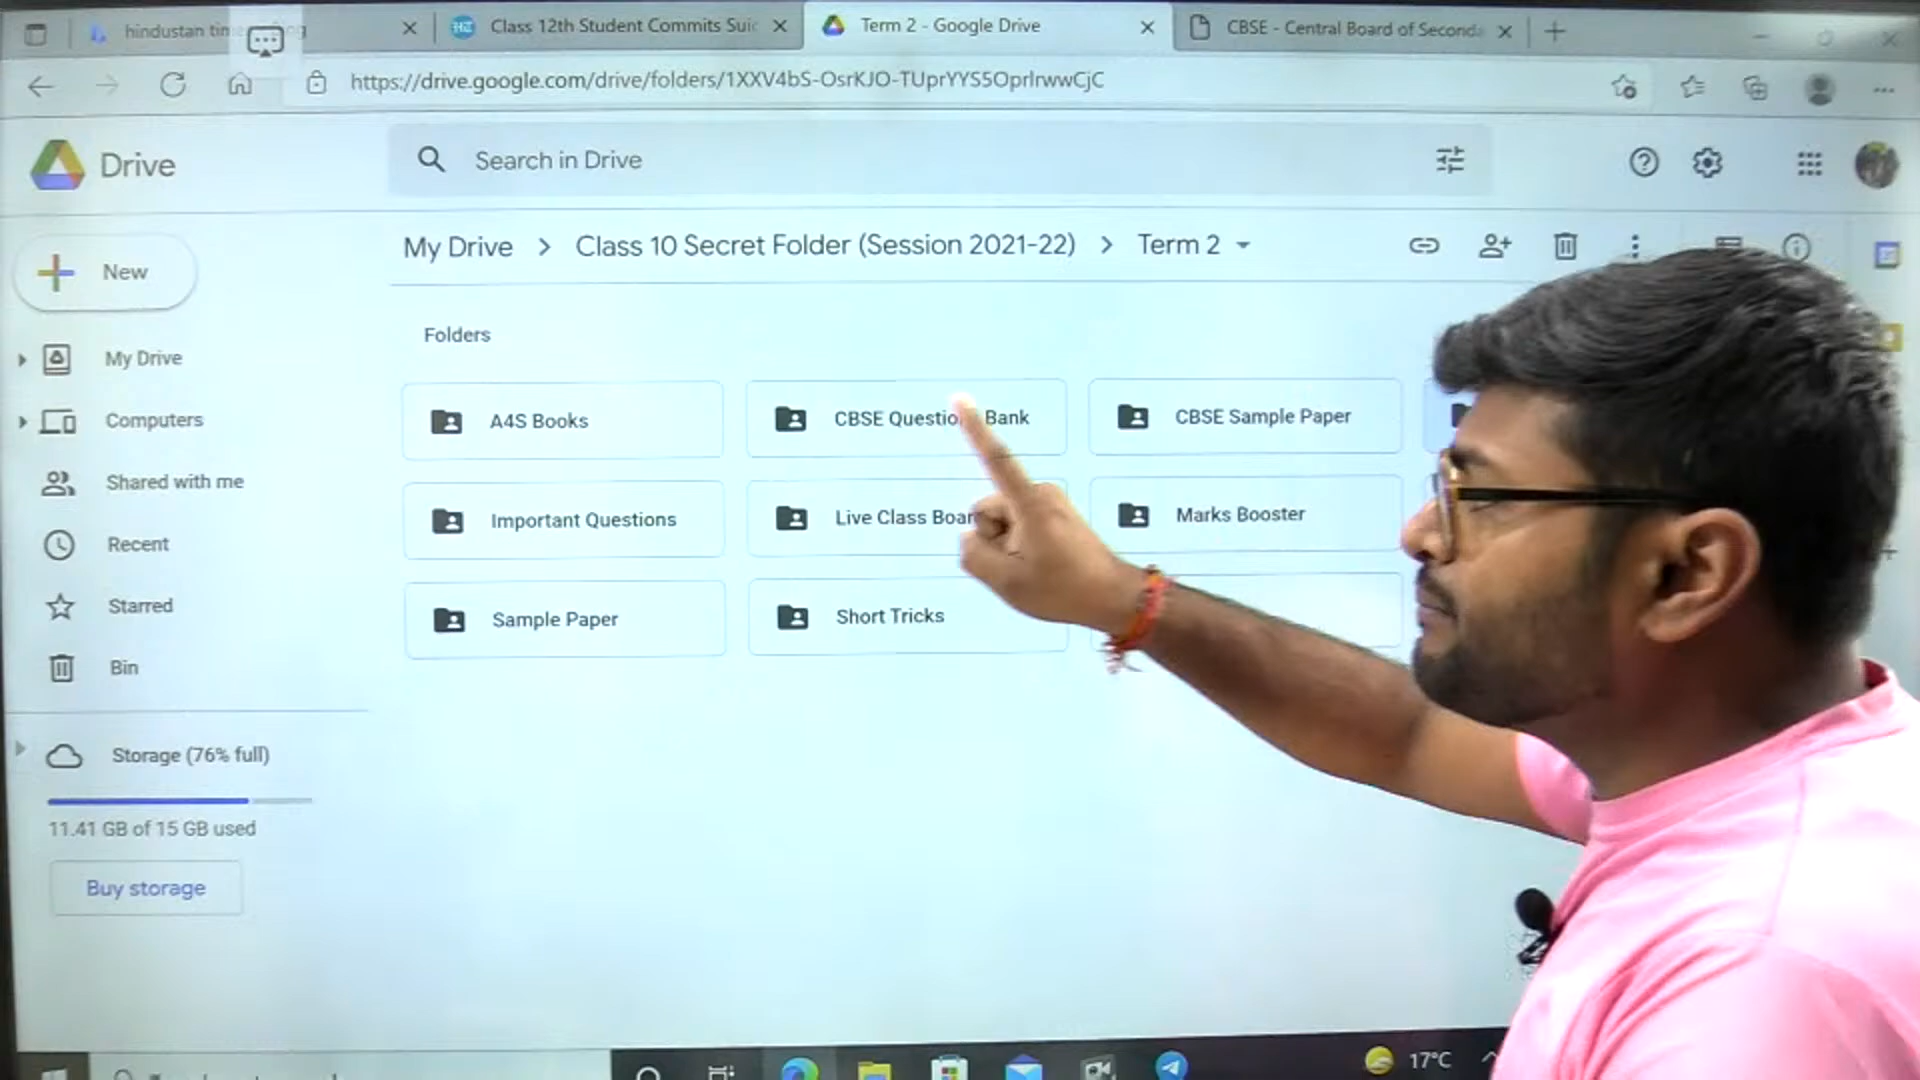 hindustan tim
Class 12th Student Commits Suic
Term 2 - Google Drive
CBSE - Central Board of Seconda
https://drive.google.com/drive/folders/1XXV4bS-OsrKJO-TUprYYS5OprlrwwCjC
Drive
Search in Drive
My Drive > Class 10 Secret Folder (Session 2021-22) > Term 2
New
Folders
My Drive
Computers
Shared with me
Recent
Starred
Bin
Storage (76% full)
11.41 GB of 15 GB used
Buy storage
A4S Books
CBSE Question Bank
CBSE Sample Paper
Important Questions
Live Class Boar
Marks Booster
Sample Paper
Short Tricks
17°C